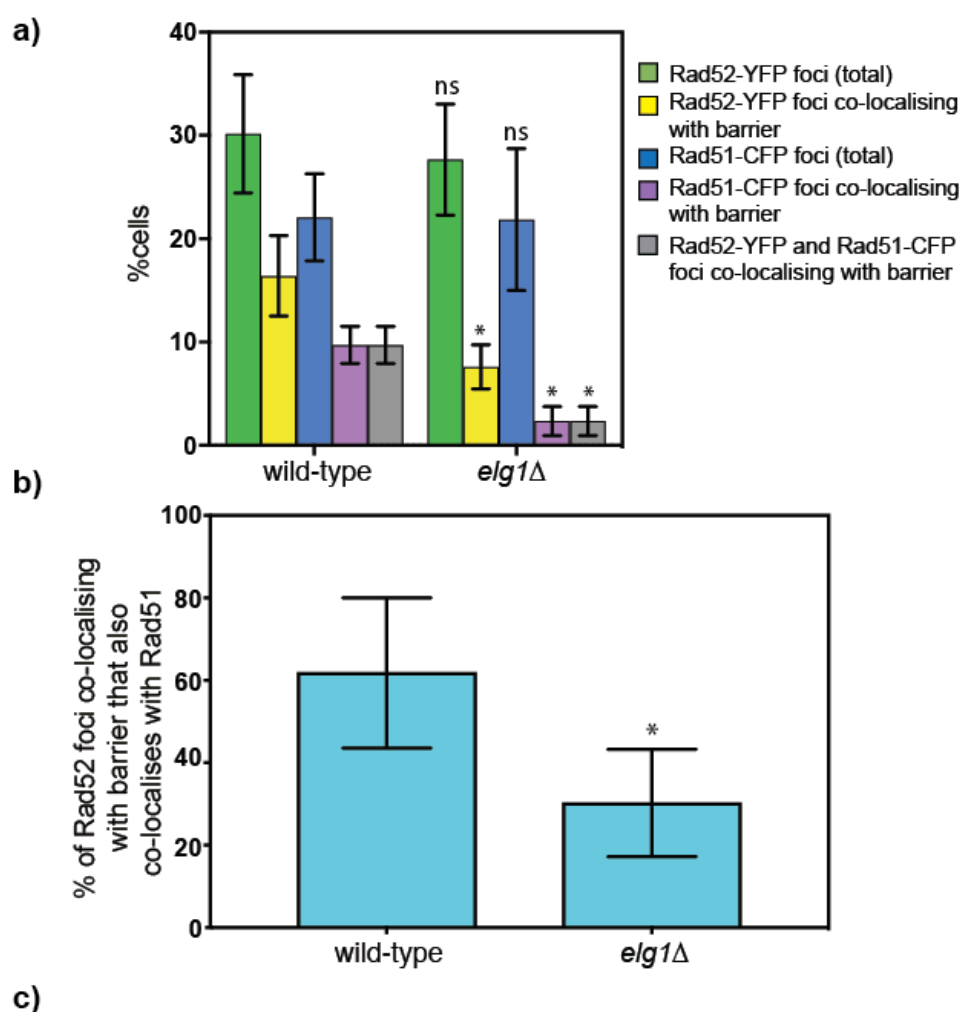 a)
40
30
20
10
0
%cells
ns
*
ns
*
*
wild-type
elg1Δ
Rad52-YFP foci (total)
Rad52-YFP foci co-localising
with barrier
Rad51-CFP foci (total)
Rad51-CFP foci co-localising
with barrier
Rad52-YFP and Rad51-CFP
foci co-localising with barrier
b)
100
80
60
40
20
0
% of Rad52 foci co-localising
with barrier that also
co-localises with Rad51
*
wild-type
elg1Δ
c)